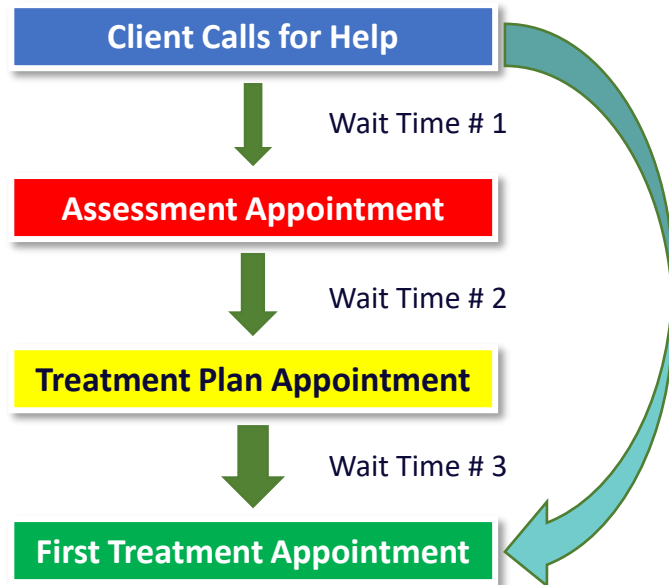 Client Calls for Help
Wait Time # 1
Assessment Appointment
Wait Time # 2
Treatment Plan Appointment
Wait Time # 3
First Treatment Appointment